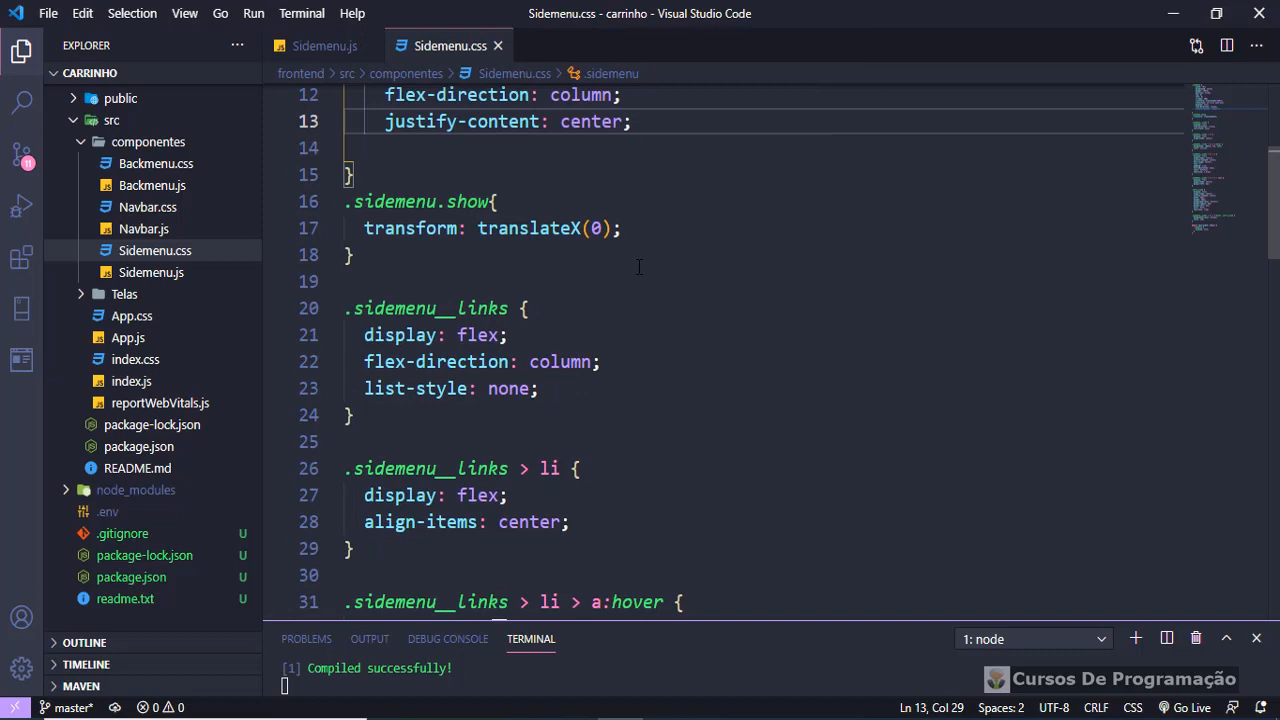 File Edit Selection View Go Run Terminal Help
Sidemenu.css - carrinho - Visual Studio Code
EXPLORER
Sidemenu.js
Sidemenu.css
CARRINHO
frontend > src > componentes > Sidemenu.css > .sidemenu
public
src
componentes
Backmenu.css
Backmenu.js
Navbar.css
Navbar.js
Sidemenu.css
Sidemenu.js
Telas
App.css
App.js
index.css
index.js
reportWebVitals.js
package-lock.json
package.json
README.md
node_modules
.env
.gitignore U
package-lock.json U
package.json U
readme.txt U
OUTLINE
TIMELINE
MAVEN
11
12 flex-direction: column;
13 justify-content: center;
14
15 }
16 .sidemenu.show{
17 transform: translateX(0);
18 }
19
20 .sidemenu__links {
21 display: flex;
22 flex-direction: column;
23 list-style: none;
24 }
25
26 .sidemenu__links > li {
27 display: flex;
28 align-items: center;
29 }
30
31 .sidemenu__links > li > a:hover {
PROBLEMS OUTPUT DEBUG CONSOLE TERMINAL
1: node
[1] Compiled successfully!
Cursos De Programação
master* 0 0
Ln 13, Col 29 Spaces: 2 UTF-8 CRLF CSS Go Live